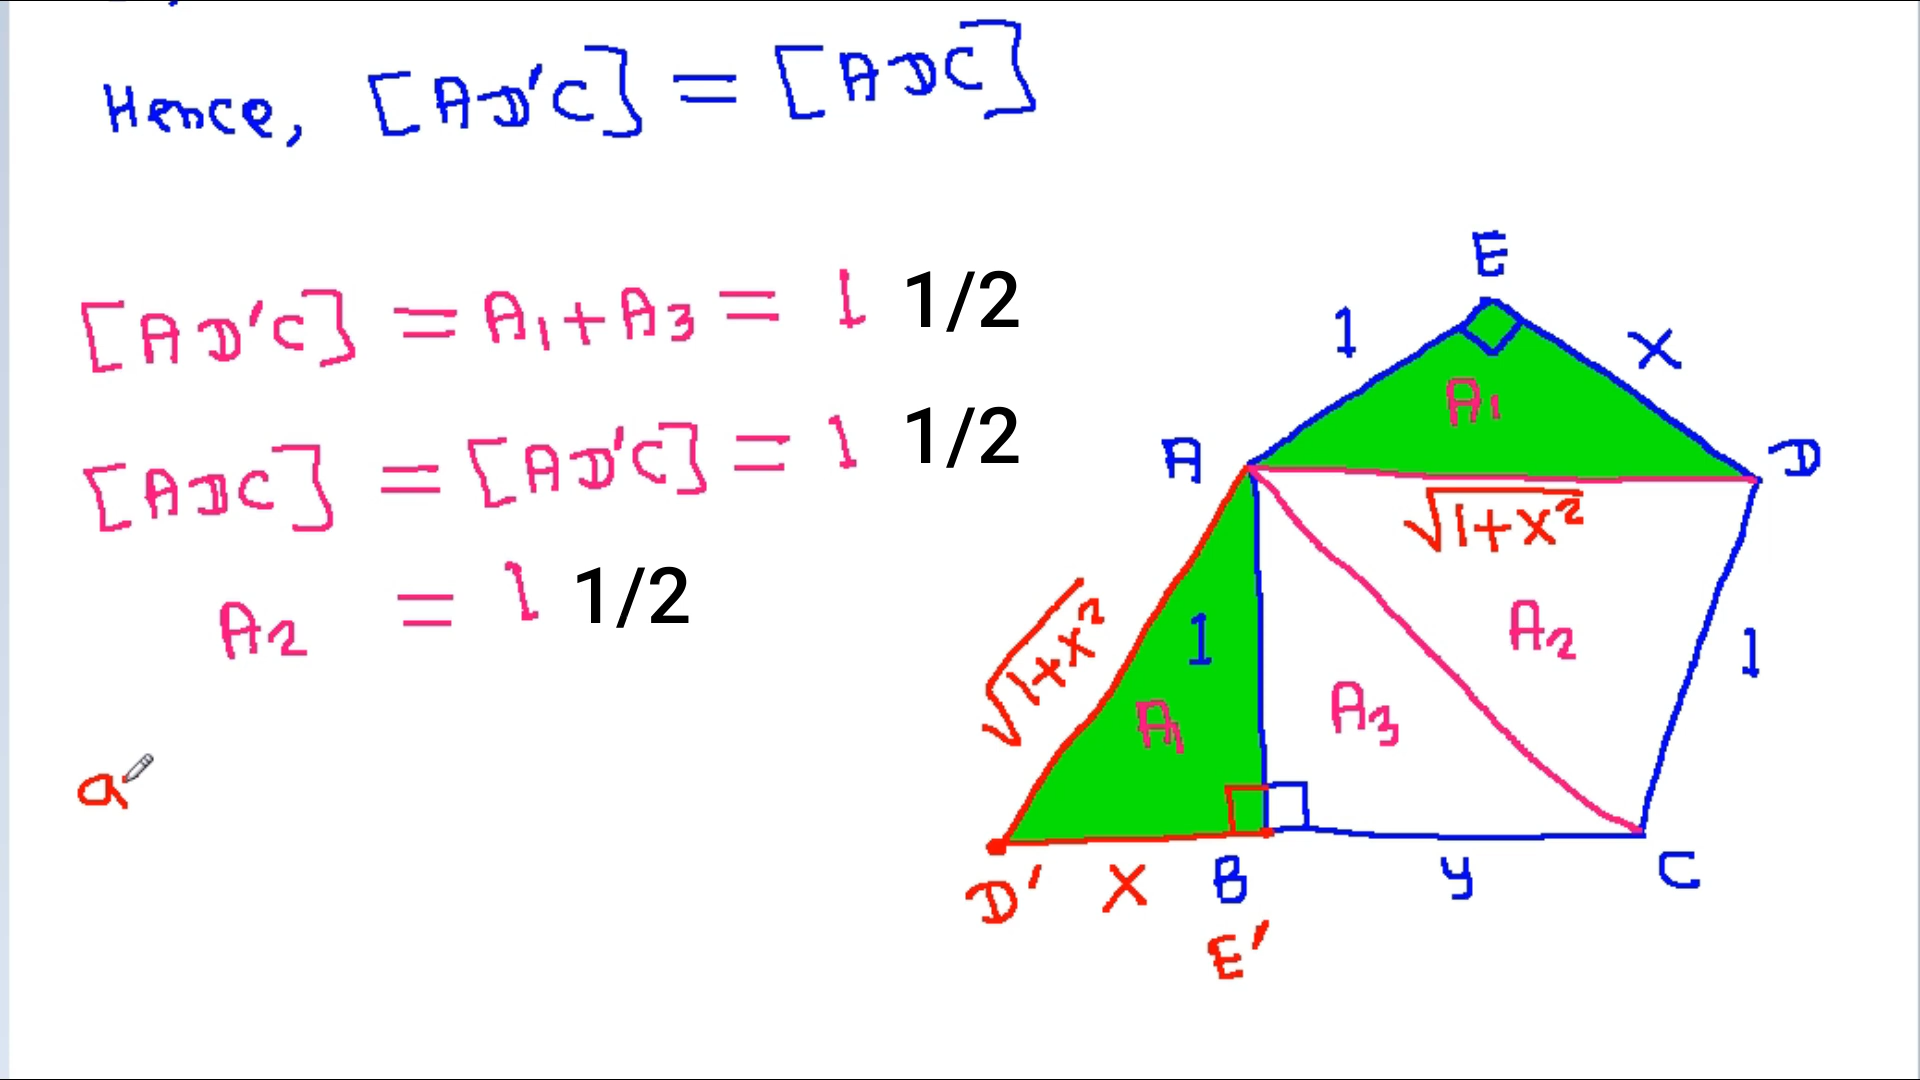 Hence, [AD'C] = [ADC]
[AD'C] = A₁ + A₃ = 1 1/2
[ADC] = [AD'C] = 1 1/2
A₂ = 1 1/2
a
E
1
x
A₁
A
D
√1+x²
√1+x²
1
A₂
1
A₁
A₃
D'
x
B
y
C
E'